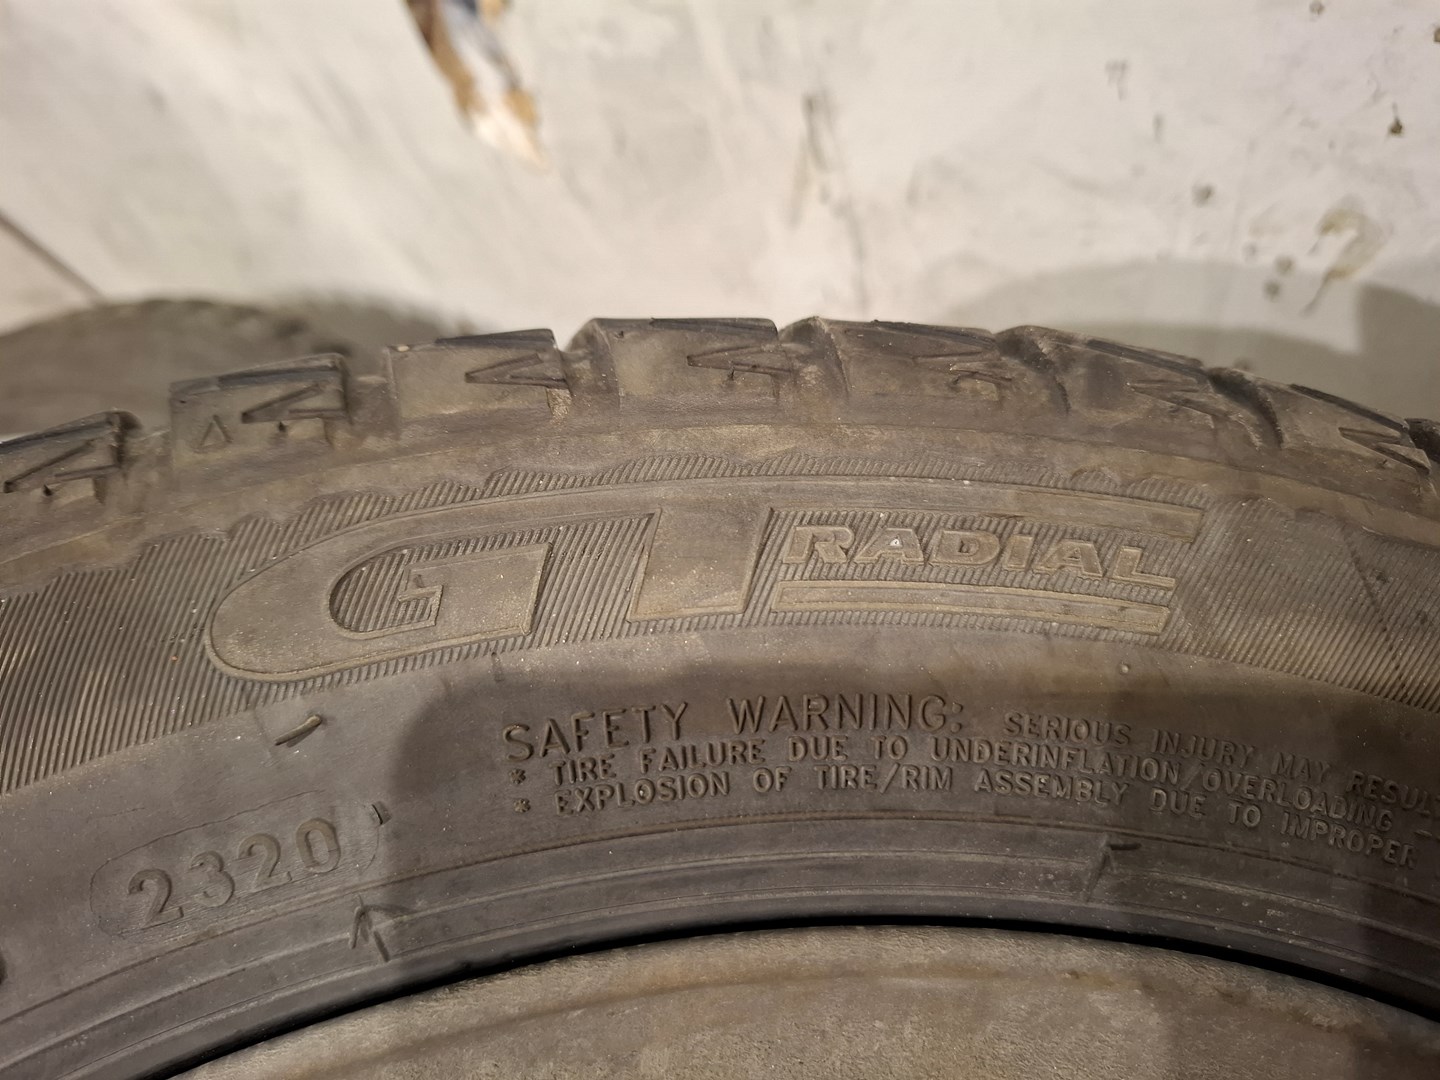 GT RADIAL
SAFETY WARNING: SERIOUS INJURY MAY RESULT
* TIRE FAILURE DUE TO UNDERINFLATION/OVERLOADING -
* EXPLOSION OF TIRE/RIM ASSEMBLY DUE TO IMPROPER
2320